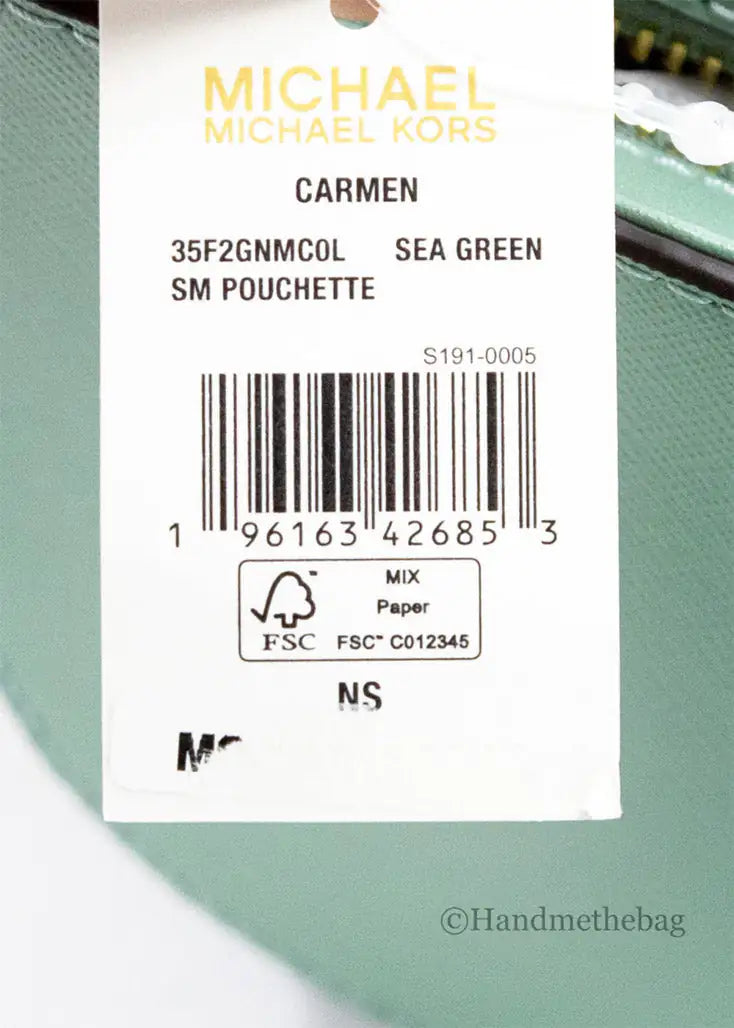 MICHAEL
MICHAEL KORS
CARMEN
35F2GNMC0L SEA GREEN
SM POUCHETTE
S191-0005
1 96163 42685 3
MIX
Paper
FSC FSC™ C012345
NS
©Handmethebag